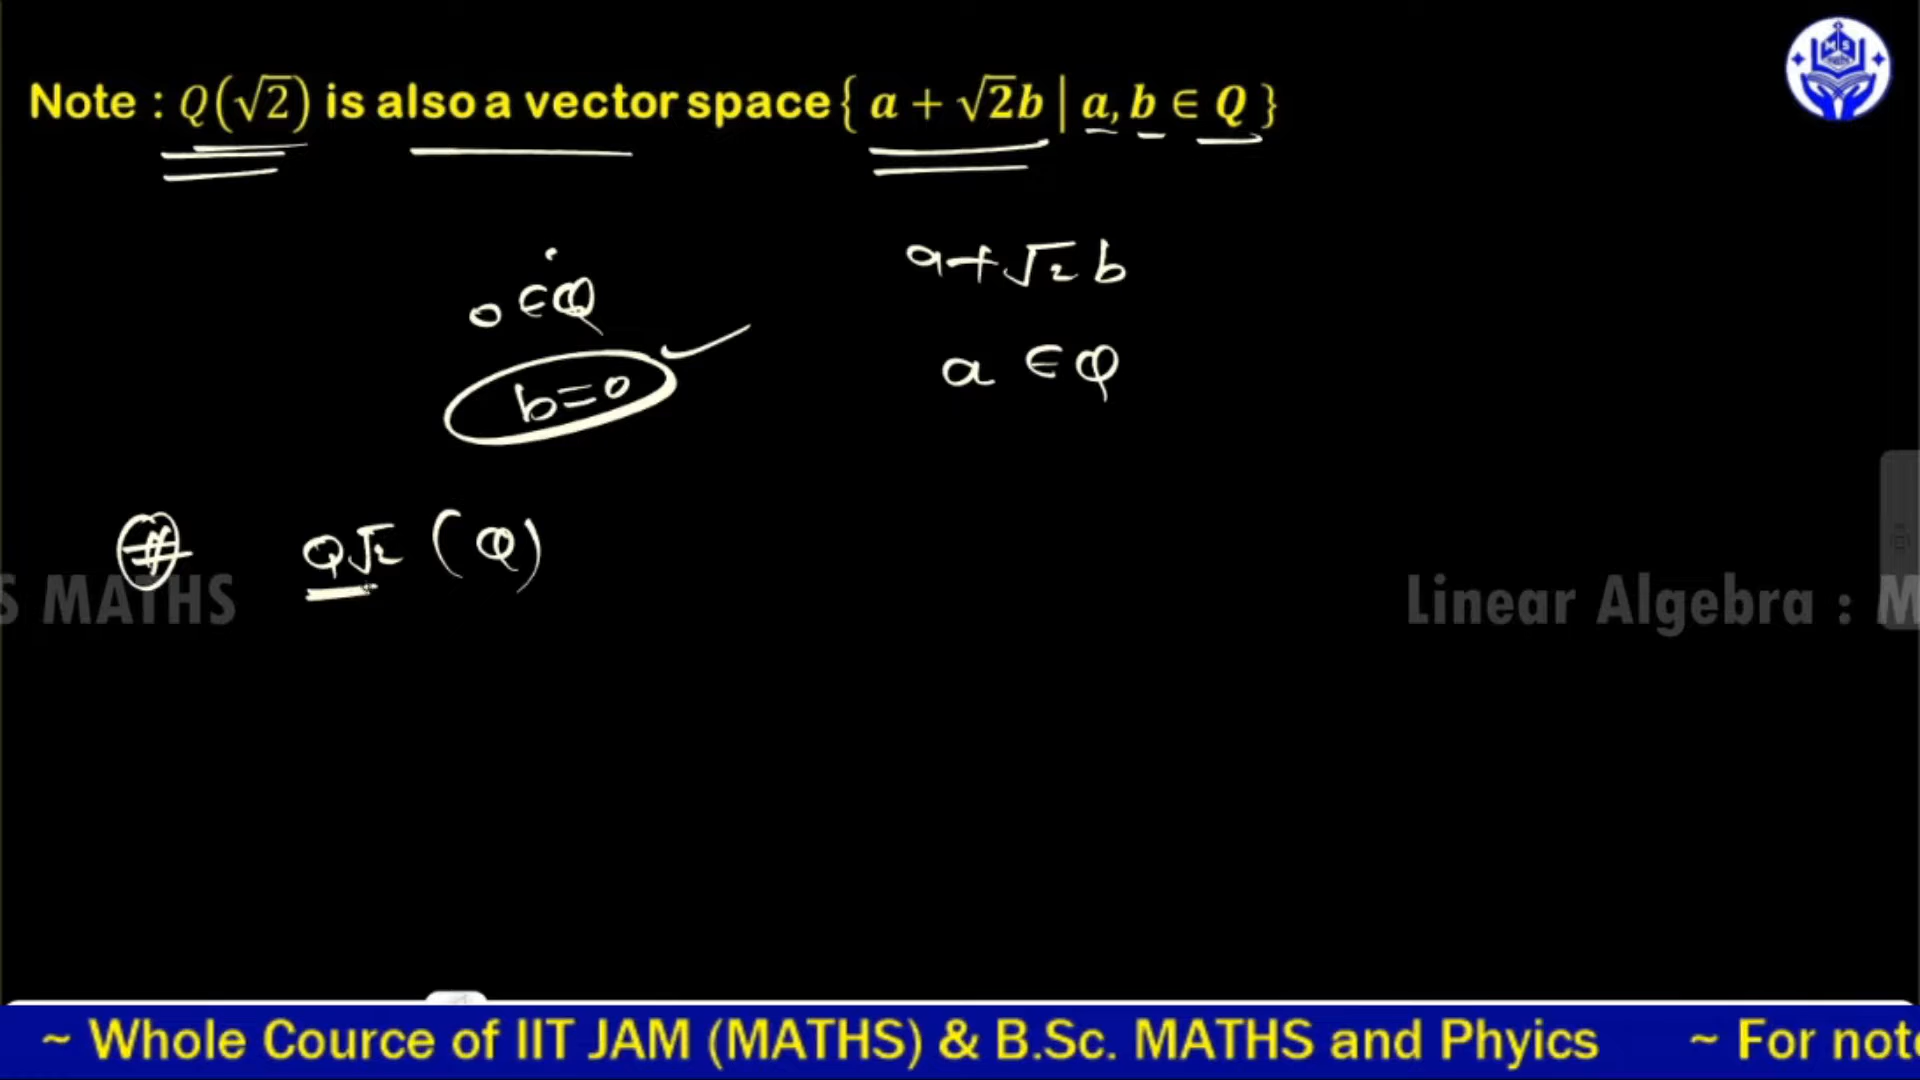 Note : Q(√2) is also a vector space { a + √2b | a, b ∈ Q }
0 ∈ Q
a + √2 b
b = 0
a ∈ Q
# Q√2 (Q)
S MATHS
Linear Algebra : M
~ Whole Cource of IIT JAM (MATHS) & B.Sc. MATHS and Phyics ~ For note